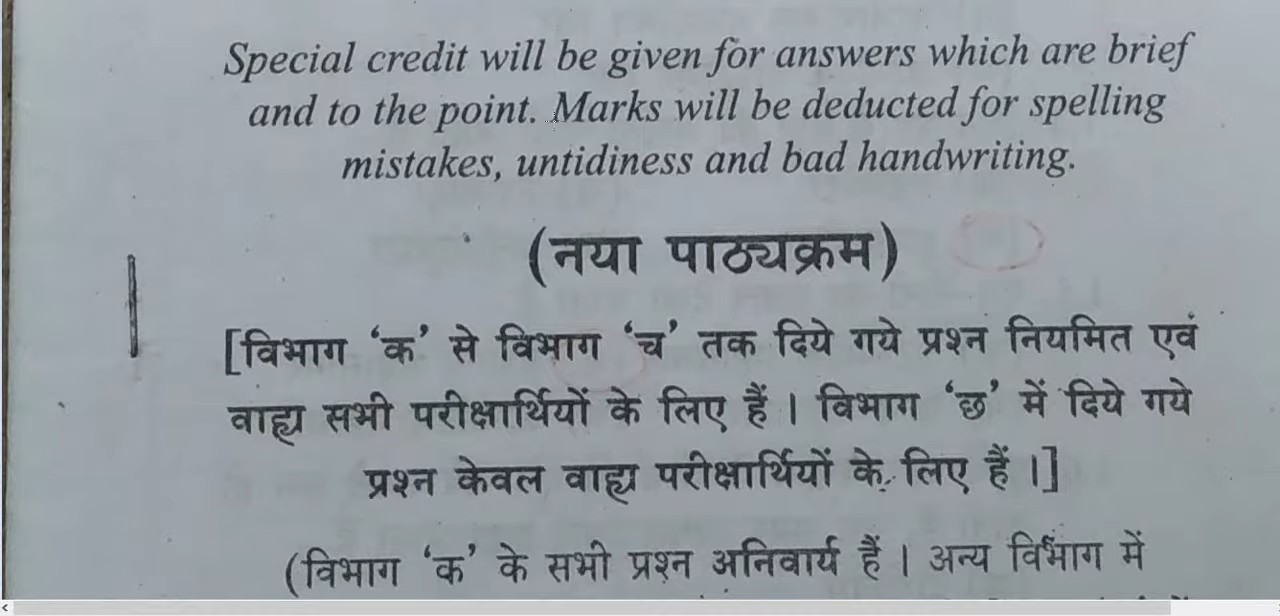 Special credit will be given for answers which are brief
and to the point. Marks will be deducted for spelling
mistakes, untidiness and bad handwriting.
(नया पाठ्यक्रम)
[विभाग ‘क’ से विभाग ‘च’ तक दिये गये प्रश्न नियमित एवं
वाह्य सभी परीक्षार्थियों के लिए हैं । विभाग ‘छ’ में दिये गये
प्रश्न केवल वाह्य परीक्षार्थियों के लिए हैं ।]
(विभाग ‘क’ के सभी प्रश्न अनिवार्य हैं । अन्य विभाग में